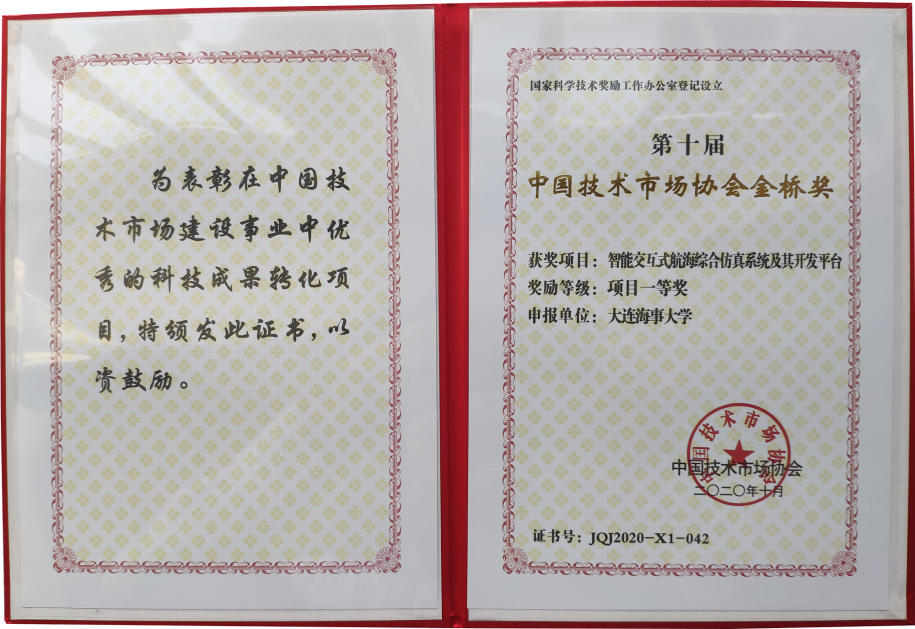 为表彰在中国技
术市场建设事业中优
秀的科技成果转化项
目，特颁发此证书，以
资鼓励。
国家科学技术奖励工作办公室登记设立
第十届
中国技术市场协会金桥奖
获奖项目：智能交互式航海综合仿真系统及其开发平台
奖励等级：项目一等奖
申报单位：大连海事大学
中国技术市场协会
中国技术市场协会
二〇二〇年十月
证书号：JQJ2020-X1-042